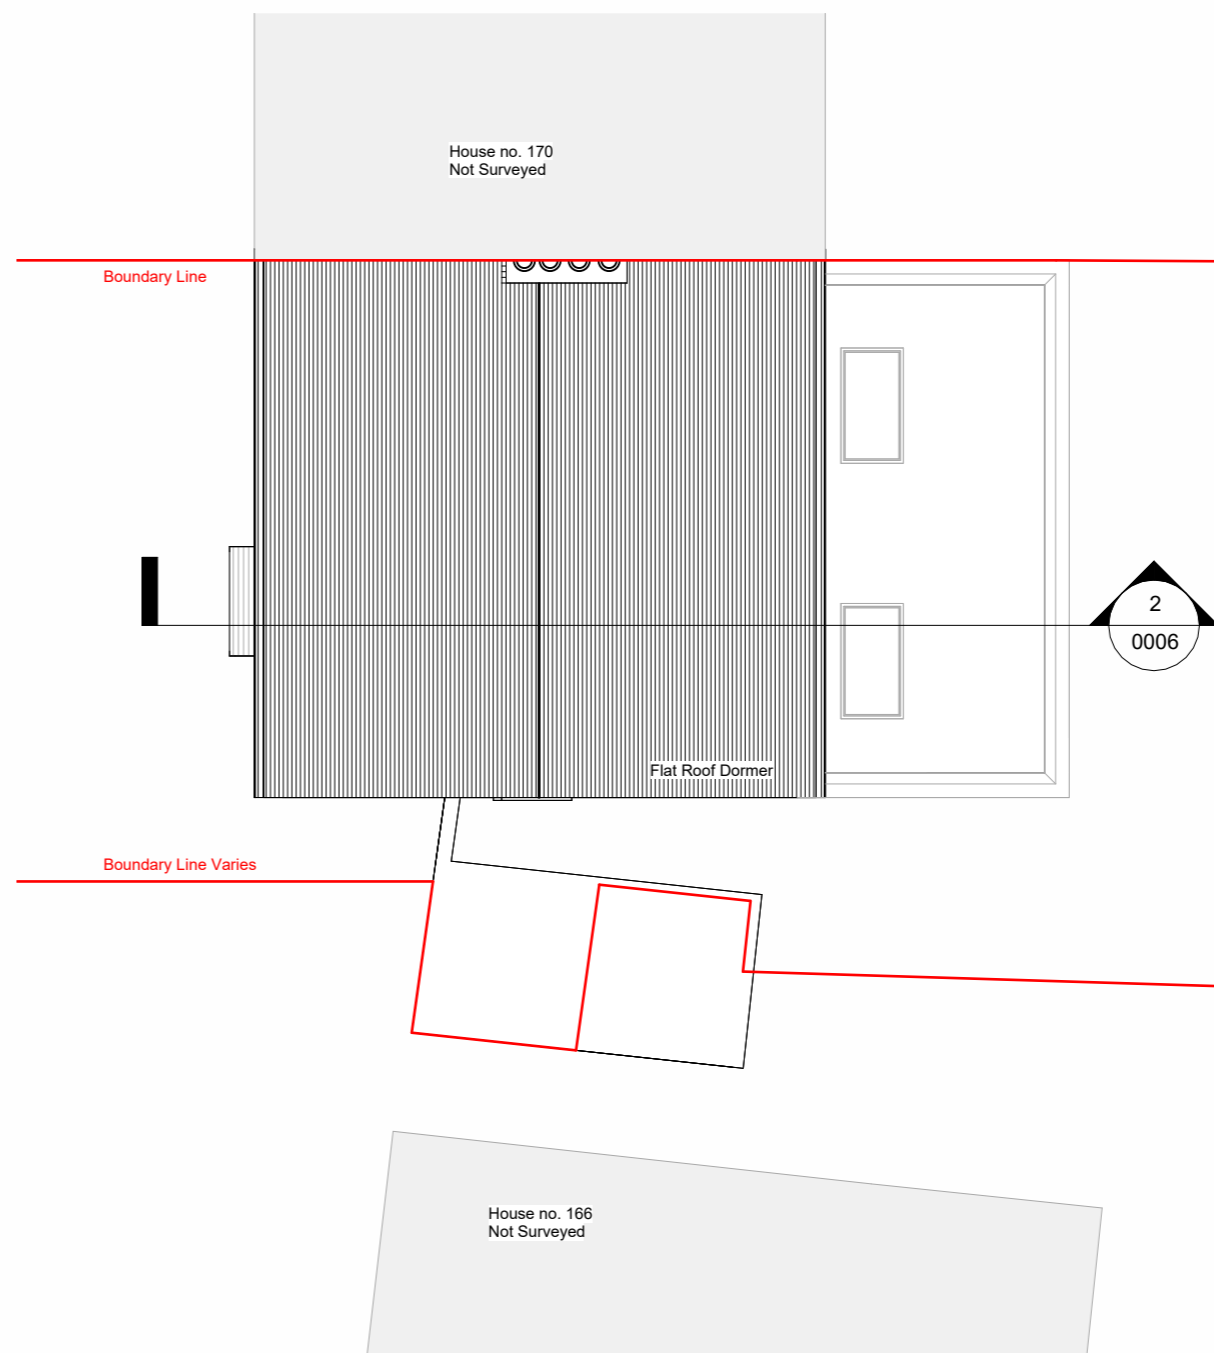 House no. 170
Not Surveyed
Boundary Line
2
0006
Flat Roof Dormer
Boundary Line Varies
House no. 166
Not Surveyed